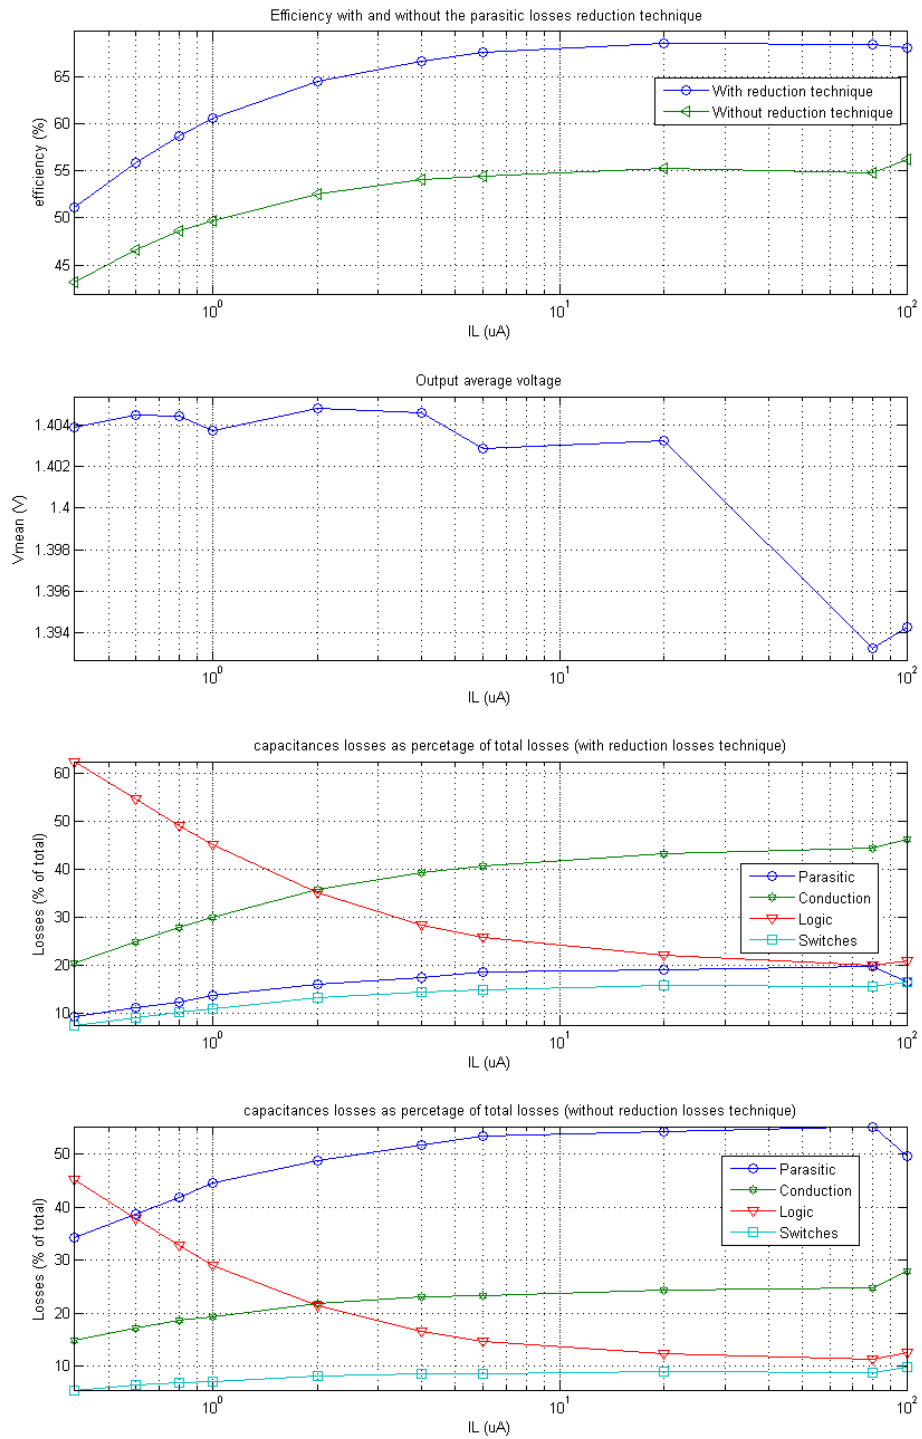 Efficiency with and without the parasitic losses reduction technique
65
60
55
50
45
efficiency (%)
With reduction technique
Without reduction technique
10^0
10^1
10^2
IL (uA)
Output average voltage
1.404
1.402
1.4
1.398
1.396
1.394
Vmean (V)
10^0
10^1
10^2
IL (uA)
capacitances losses as percetage of total losses (with reduction losses technique)
60
50
40
30
20
10
Losses (% of total)
Parasitic
Conduction
Logic
Switches
10^0
10^1
10^2
IL (uA)
capacitances losses as percetage of total losses (without reduction losses technique)
50
40
30
20
10
Losses (% of total)
Parasitic
Conduction
Logic
Switches
10^0
10^1
10^2
IL (uA)